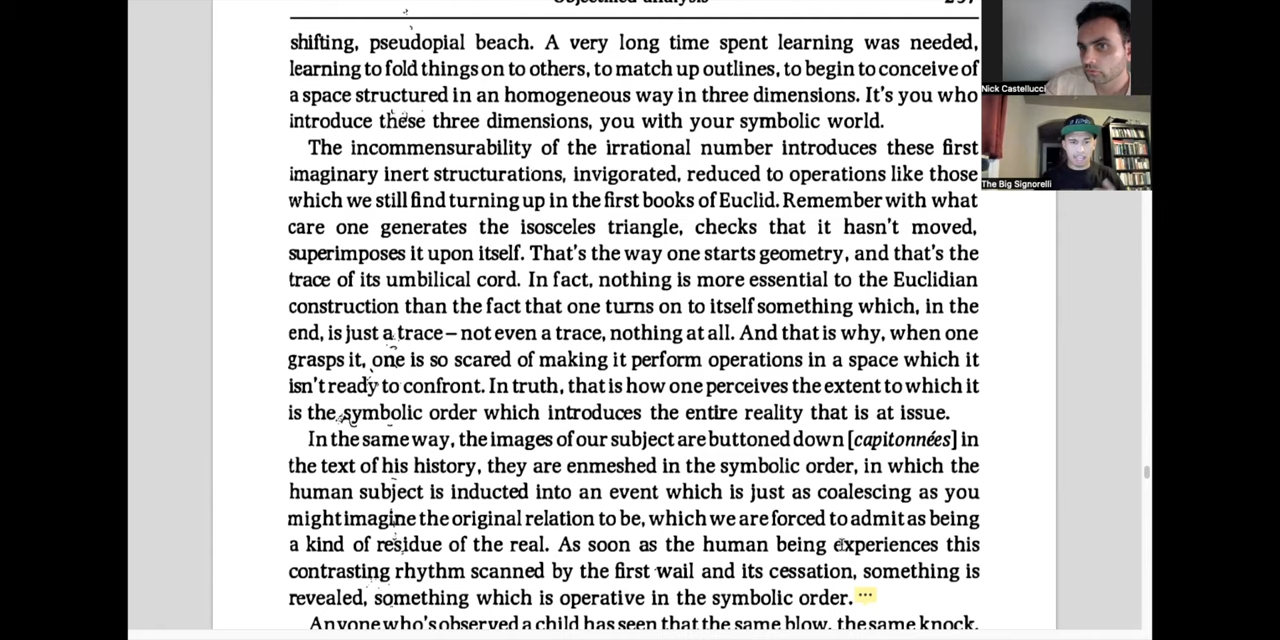 shifting, pseudopial beach. A very long time spent learning was needed,
learning to fold things on to others, to match up outlines, to begin to conceive of
a space structured in an homogeneous way in three dimensions. It's you who
introduce these three dimensions, you with your symbolic world.
The incommensurability of the irrational number introduces these first
imaginary inert structurations, invigorated, reduced to operations like those
which we still find turning up in the first books of Euclid. Remember with what
care one generates the isosceles triangle, checks that it hasn't moved,
superimposes it upon itself. That's the way one starts geometry, and that's the
trace of its umbilical cord. In fact, nothing is more essential to the Euclidian
construction than the fact that one turns on to itself something which, in the
end, is just a trace – not even a trace, nothing at all. And that is why, when one
grasps it, one is so scared of making it perform operations in a space which it
isn't ready to confront. In truth, that is how one perceives the extent to which it
is the symbolic order which introduces the entire reality that is at issue.
In the same way, the images of our subject are buttoned down [capitonnées] in
the text of his history, they are enmeshed in the symbolic order, in which the
human subject is inducted into an event which is just as coalescing as you
might imagine the original relation to be, which we are forced to admit as being
a kind of residue of the real. As soon as the human being experiences this
contrasting rhythm scanned by the first wail and its cessation, something is
revealed, something which is operative in the symbolic order.
Anyone who's observed a child has seen that the same blow, the same knock,
Nick Castellucci
The Big Signorelli